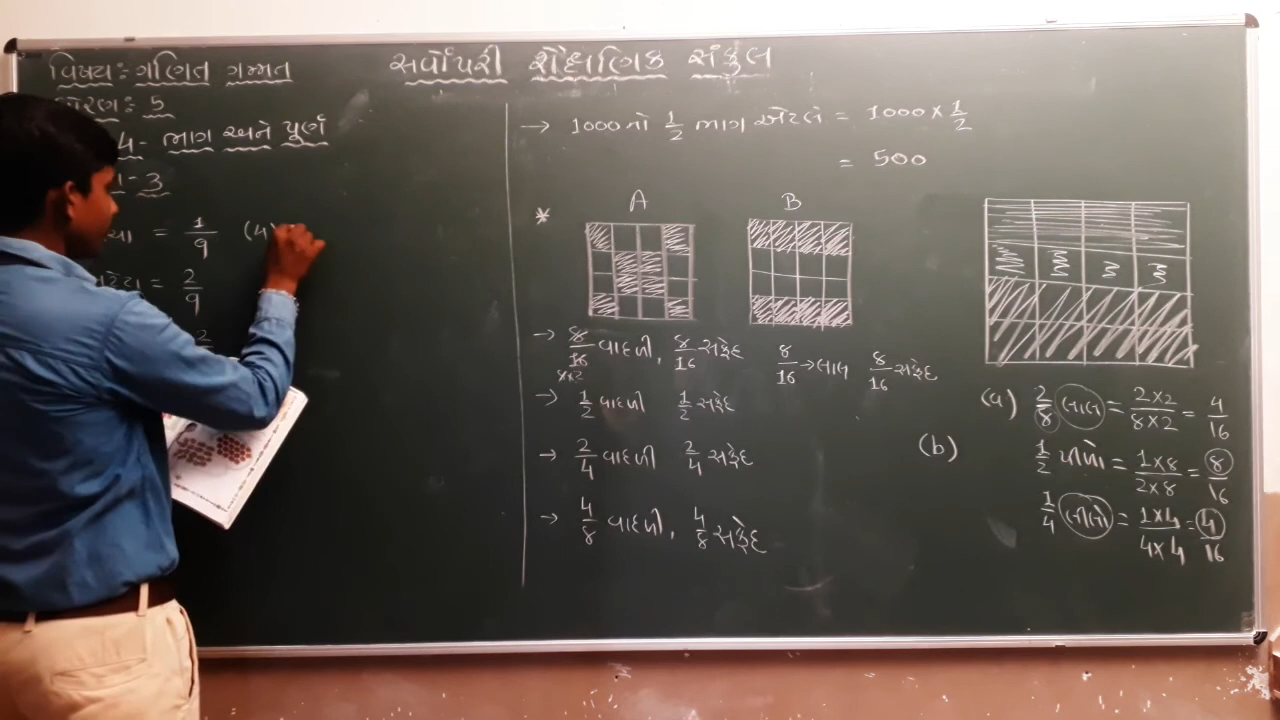 વિષય: ગણિત ગમ્મત
સર્વોપરી શૈક્ષણિક સંકુલ
ધોરણ: 5
4- ભાગ અને પૂર્ણ
1-3
= 1/9 (4)
= 2/9
2
→ 1000નો 1/2 ભાગ એટલે = 1000 × 1/2
= 500
* A B
→ 8/16 વાદળી, 8/16 સફેદ
8/16 → લાલ 8/16 સફેદ
→ 1/2 વાદળી 1/2 સફેદ
→ 2/4 વાદળી 2/4 સફેદ
→ 4/8 વાદળી, 4/8 સફેદ
(a) 2/8 લાલ = 2×2/8×2 = 4/16
(b) 1/2 પીળો = 1×8/2×8 = 8/16
1/4 લીલો = 1×4/4×4 = 4/16